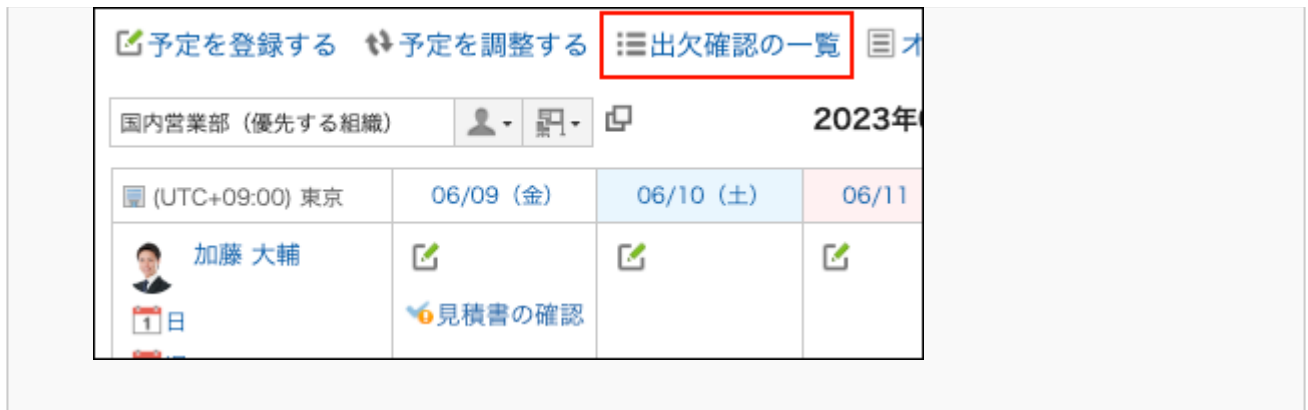 予定を登録する 予定を調整する 出欠確認の一覧
国内営業部（優先する組織） 2023年
(UTC+09:00) 東京 06/09（金） 06/10（土） 06/11
加藤 大輔
1 日 見積書の確認